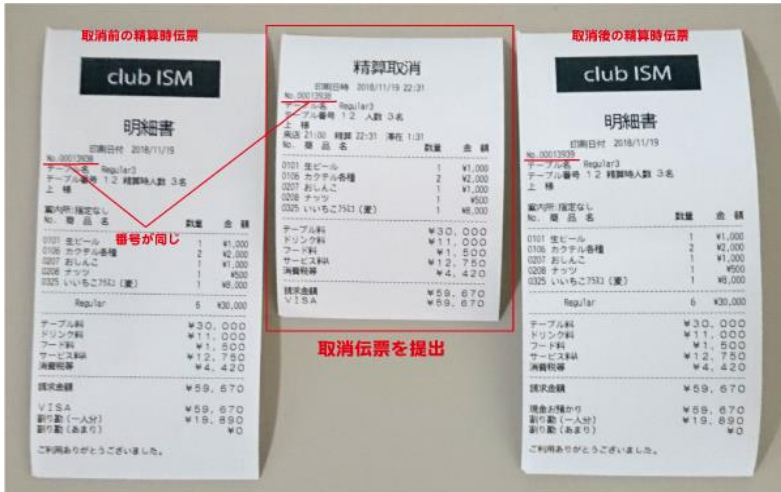 取消前の精算時伝票
club ISM
明細書
印刷日付 2018/11/19
No.00013938
テーブル名 Regular3
テーブル番号 12 精算時人数 3名
上 様
案内所:指定なし
No. 商 品 名 数量 金 額
0101 生ビール 1 ¥1,000
0106 カクテル各種 2 ¥2,000
0207 おしんこ 1 ¥1,000
0208 ナッツ 1 ¥500
0325 いいちこ75ﾐﾘ (麦) 1 ¥8,000
Regular 6 ¥30,000
テーブル料 ¥30,000
ドリンク料 ¥11,000
フード料 ¥1,500
サービス料A ¥12,750
消費税等 ¥4,420
請求金額 ¥59,670
VISA ¥59,670
割り勘(一人分) ¥19,890
割り勘(あまり) ¥0
ご利用ありがとうございました。
番号が同じ
精算取消
印刷日時 2018/11/19 22:31
No.00013938
テーブル名 Regular3
テーブル番号 12 人数 3名
上 様
来店 21:00 精算 22:31 滞在 1:31
No. 商 品 名 数量 金 額
0101 生ビール 1 ¥1,000
0106 カクテル各種 2 ¥2,000
0207 おしんこ 1 ¥1,000
0208 ナッツ 1 ¥500
0325 いいちこ75ﾐﾘ (麦) 1 ¥8,000
テーブル料 ¥30,000
ドリンク料 ¥11,000
フード料 ¥1,500
サービス料A ¥12,750
消費税等 ¥4,420
請求金額 ¥59,670
VISA ¥59,670
取消伝票を提出
取消後の精算時伝票
club ISM
明細書
印刷日付 2018/11/19
No.00013939
テーブル名 Regular3
テーブル番号 12 精算時人数 3名
上 様
案内所:指定なし
No. 商 品 名 数量 金 額
0101 生ビール 1 ¥1,000
0106 カクテル各種 2 ¥2,000
0207 おしんこ 1 ¥1,000
0208 ナッツ 1 ¥500
0325 いいちこ75ﾐﾘ (麦) 1 ¥8,000
Regular 6 ¥30,000
テーブル料 ¥30,000
ドリンク料 ¥11,000
フード料 ¥1,500
サービス料A ¥12,750
消費税等 ¥4,420
請求金額 ¥59,670
現金お預かり ¥59,670
割り勘(一人分) ¥19,890
割り勘(あまり) ¥0
ご利用ありがとうございました。